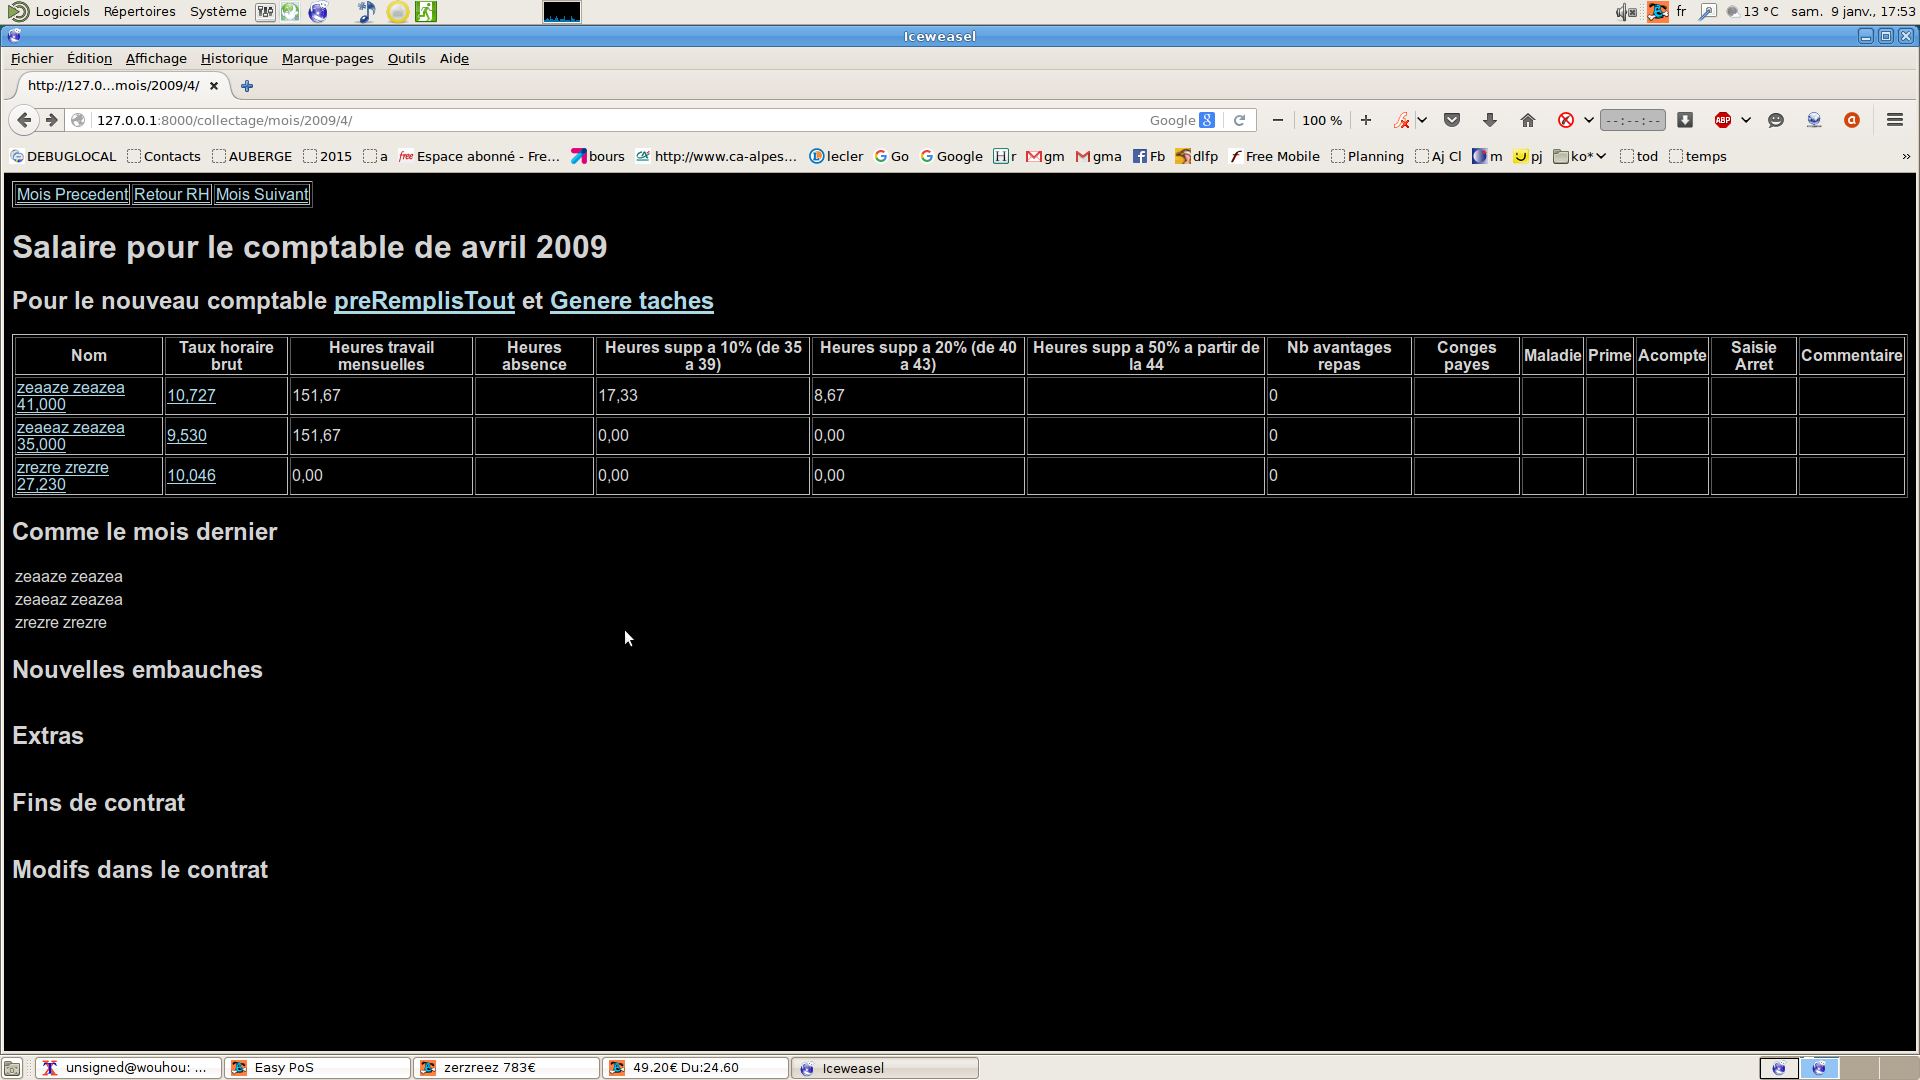 Logiciels Répertoires Système fr 13 °C sam. 9 janv., 17:53
Iceweasel
Fichier Édition Affichage Historique Marque-pages Outils Aide
http://127.0...mois/2009/4/
127.0.0.1:8000/collectage/mois/2009/4/ Google 100 % --:--:-- ABP
DEBUGLOCAL Contacts AUBERGE 2015 a free Espace abonné - Fre... bours http://www.ca-alpes... lecler Go Google r gm gma Fb dlfp Free Mobile Planning Aj Cl m pj ko* tod temps »
Mois Precedent Retour RH Mois Suivant
Salaire pour le comptable de avril 2009
Pour le nouveau comptable preRemplisTout et Genere taches
Nom Taux horaire brut Heures travail mensuelles Heures absence Heures supp a 10% (de 35 a 39) Heures supp a 20% (de 40 a 43) Heures supp a 50% a partir de la 44 Nb avantages repas Conges payes Maladie Prime Acompte Saisie Arret Commentaire
zeaaze zeazea 41,000 10,727 151,67 17,33 8,67 0
zeaeaz zeazea 35,000 9,530 151,67 0,00 0,00 0
zrezre zrezre 27,230 10,046 0,00 0,00 0,00 0
Comme le mois dernier
zeaaze zeazea
zeaeaz zeazea
zrezre zrezre
Nouvelles embauches
Extras
Fins de contrat
Modifs dans le contrat
unsigned@wouhou: ... Easy PoS zerzreez 783€ 49.20€ Du:24.60 Iceweasel